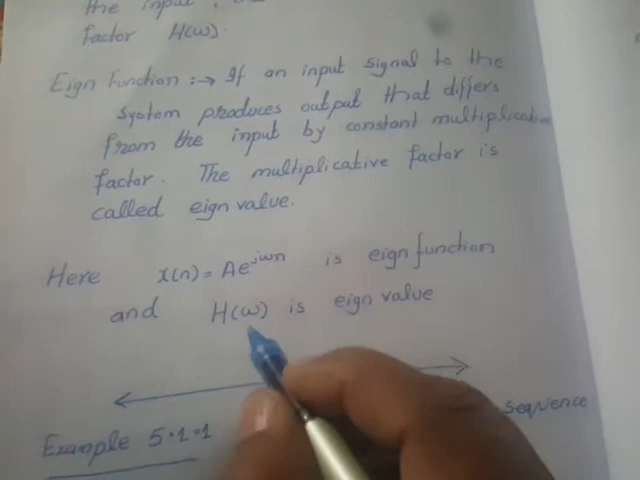 the input,
factor H(ω).
Eign Function :→ If an input signal to the
system produces output that differs
from the input by constant multiplicative
factor. The multiplicative factor is
called eign value.
Here x(n) = Ae^jωn is eign function
and H(ω) is eign value
sequence
Example 5.1.1